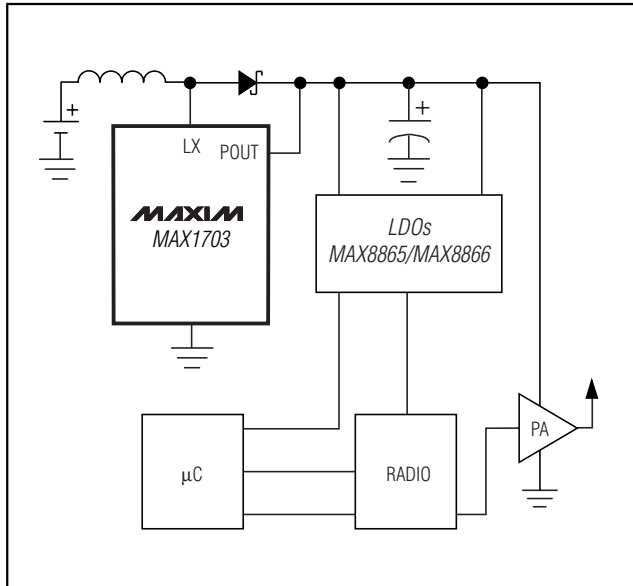 +
+
LX
POUT
MAXIM
MAX1703
LDOs
MAX8865/MAX8866
PA
µC
RADIO